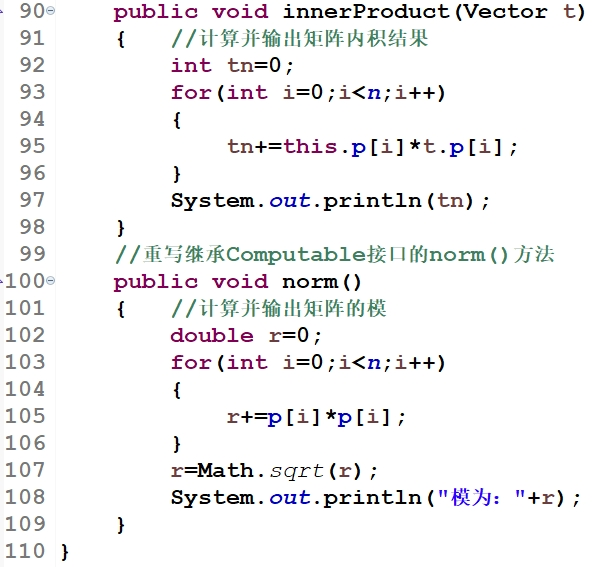 90 public void innerProduct(Vector t)
91 { //计算并输出矩阵内积结果
92 int tn=0;
93 for(int i=0;i<n;i++)
94 {
95 tn+=this.p[i]*t.p[i];
96 }
97 System.out.println(tn);
98 }
99 //重写继承Computable接口的norm()方法
100 public void norm()
101 { //计算并输出矩阵的模
102 double r=0;
103 for(int i=0;i<n;i++)
104 {
105 r+=p[i]*p[i];
106 }
107 r=Math.sqrt(r);
108 System.out.println("模为："+r);
109 }
110 }